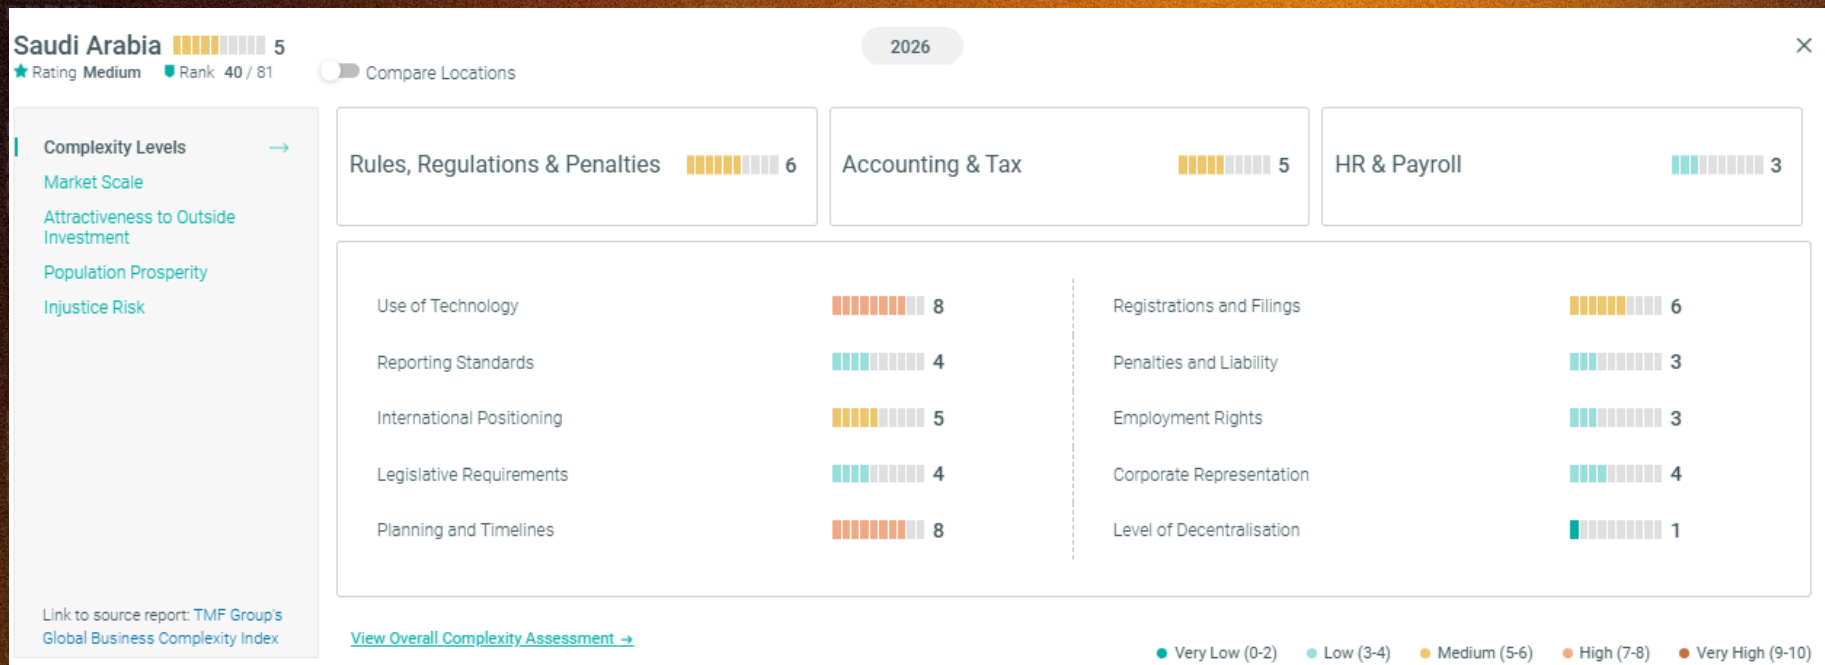 Saudi Arabia 5
2026
Rating Medium Rank 40 / 81
Compare Locations
Complexity Levels →
Market Scale
Attractiveness to Outside
Investment
Population Prosperity
Injustice Risk
Link to source report: TMF Group's
Global Business Complexity Index
Rules, Regulations & Penalties 6
Accounting & Tax 5
HR & Payroll 3
Use of Technology 8
Reporting Standards 4
International Positioning 5
Legislative Requirements 4
Planning and Timelines 8
Registrations and Filings 6
Penalties and Liability 3
Employment Rights 3
Corporate Representation 4
Level of Decentralisation 1
View Overall Complexity Assessment →
Very Low (0-2) Low (3-4) Medium (5-6) High (7-8) Very High (9-10)